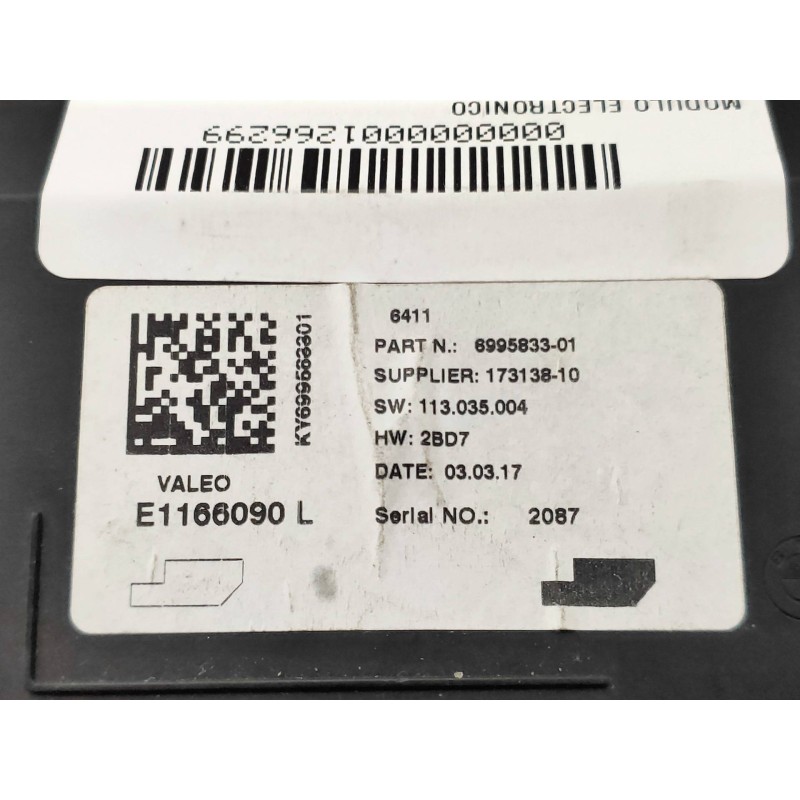 MODULO ELECTRONICO
0000000001266299
6411
PART N.: 6995833-01
SUPPLIER: 173138-10
SW: 113.035.004
HW: 2BD7
DATE: 03.03.17
Serial NO.: 2087
KY699583301
VALEO
E1166090 L